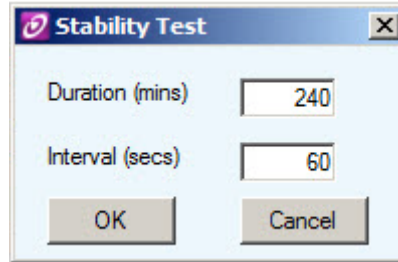 Stability Test
Duration (mins) 240
Interval (secs) 60
OK Cancel